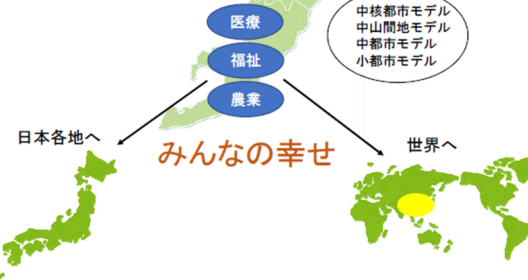 医療
福祉
農業
中核都市モデル
中山間地モデル
中都市モデル
小都市モデル
日本各地へ
みんなの幸せ
世界へ